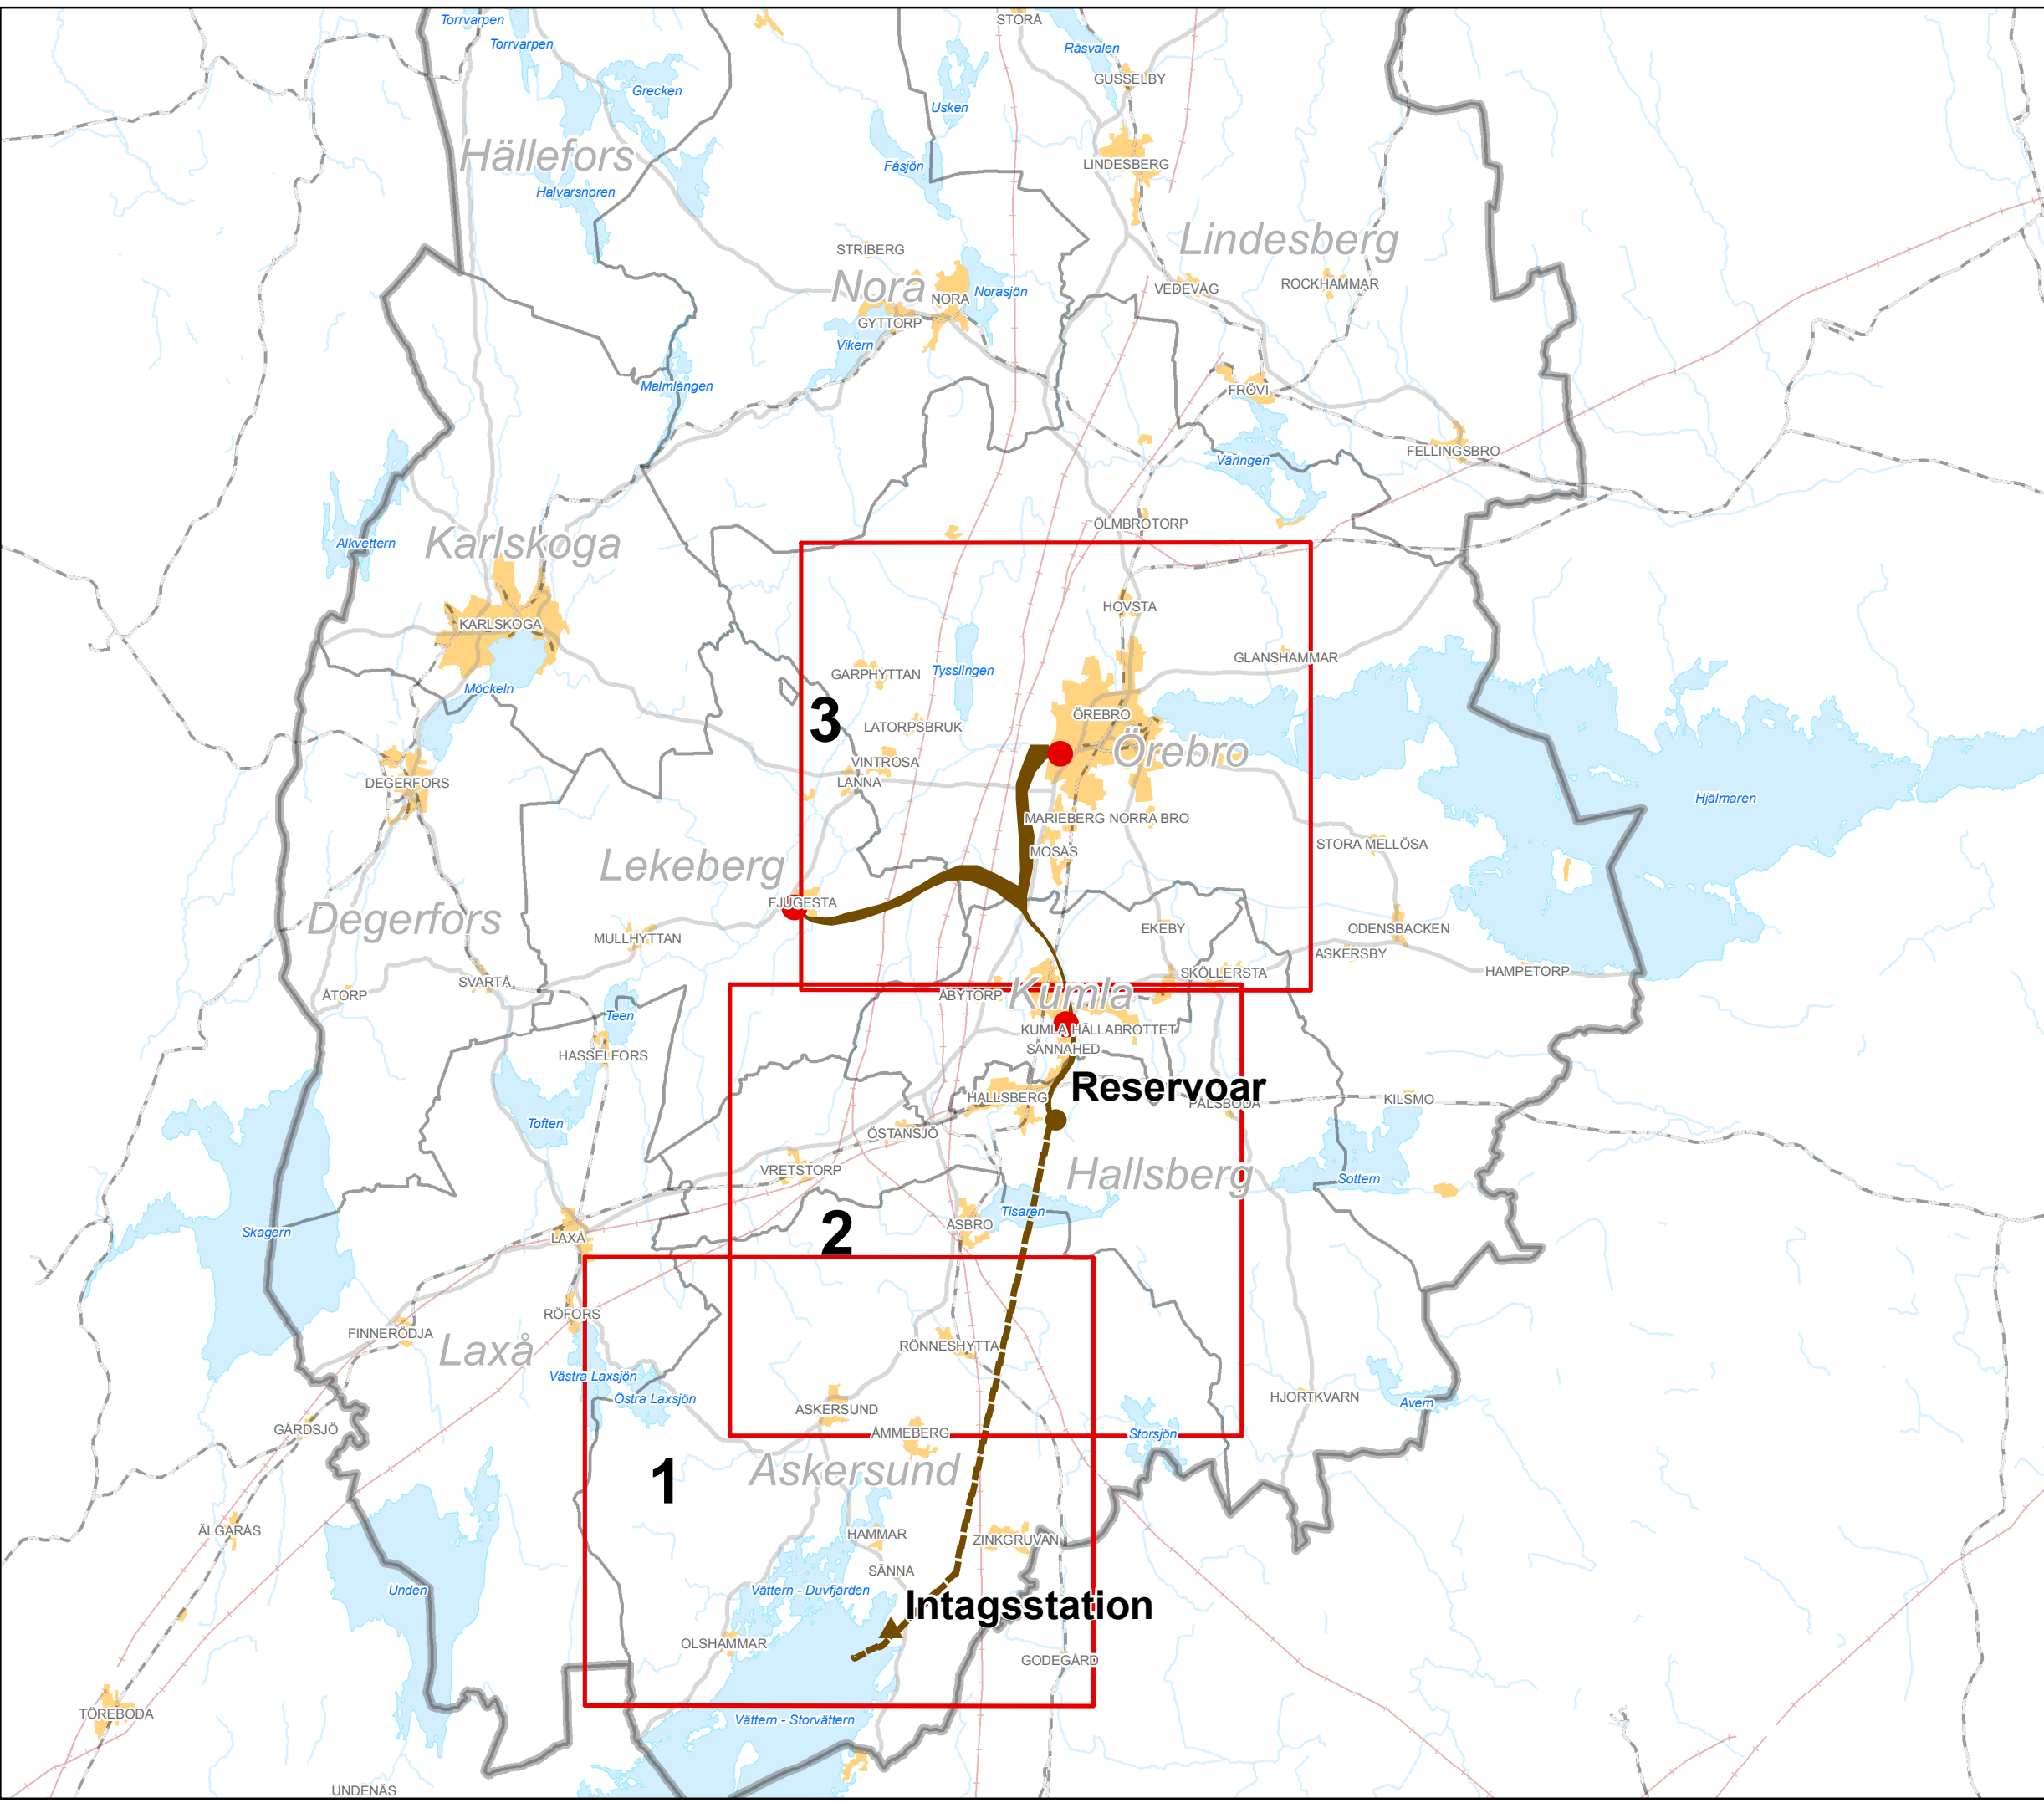 Torrvarpen
STORÅ
Torrvarpen
Råsvalen
GUSSELBY
Grecken
Usken
Hällefors
LINDESBERG
Fåsjön
Halvarsnoren
Lindesberg
STRIBERG
Nora
NORA
Norasjön
VEDEVÅG
ROCKHAMMAR
GYTTORP
Vikern
Malmlången
FRÖVI
FELLINGSBRO
Väringen
ÖLMBROTORP
Alkvettern
Karlskoga
HOVSTA
KARLSKOGA
GLANSHAMMAR
GARPHYTTAN
Tysslingen
Möckeln
3
LATORPSBRUK
ÖREBRO
Örebro
VINTROSA
LANNA
DEGERFORS
Hjälmaren
MARIEBERG
NORRA BRO
MOSÅS
STORA MELLÖSA
Lekeberg
FJUGESTA
Degerfors
MULLHYTTAN
EKEBY
ODENSBACKEN
ASKERSBY
SKÖLLERSTA
HAMPETORP
SVARTÅ
ÅTORP
ÅBYTORP
Kumla
Teen
KUMLA
HÄLLABROTTET
SANNAHED
HASSELFORS
Reservoar
HALLSBERG
PÅLSBODA
KILSMO
Toften
ÖSTANSJÖ
VRETSTORP
Hallsberg
Sottern
Tisaren
ÅSBRO
2
Skagern
LAXÅ
RÖFORS
FINNERÖDJA
Laxå
RÖNNESHYTTA
Västra Laxsjön
Östra Laxsjön
HJORTKVARN
Avern
ASKERSUND
GÅRDSJÖ
ÅMMEBERG
Storsjön
Askersund
1
ÄLGARÅS
HAMMAR
ZINKGRUVAN
SÄNNA
Unden
Vättern - Duvfjärden
Intagsstation
OLSHAMMAR
GODEGÅRD
TÖREBODA
Vättern - Storvättern
UNDENÄS